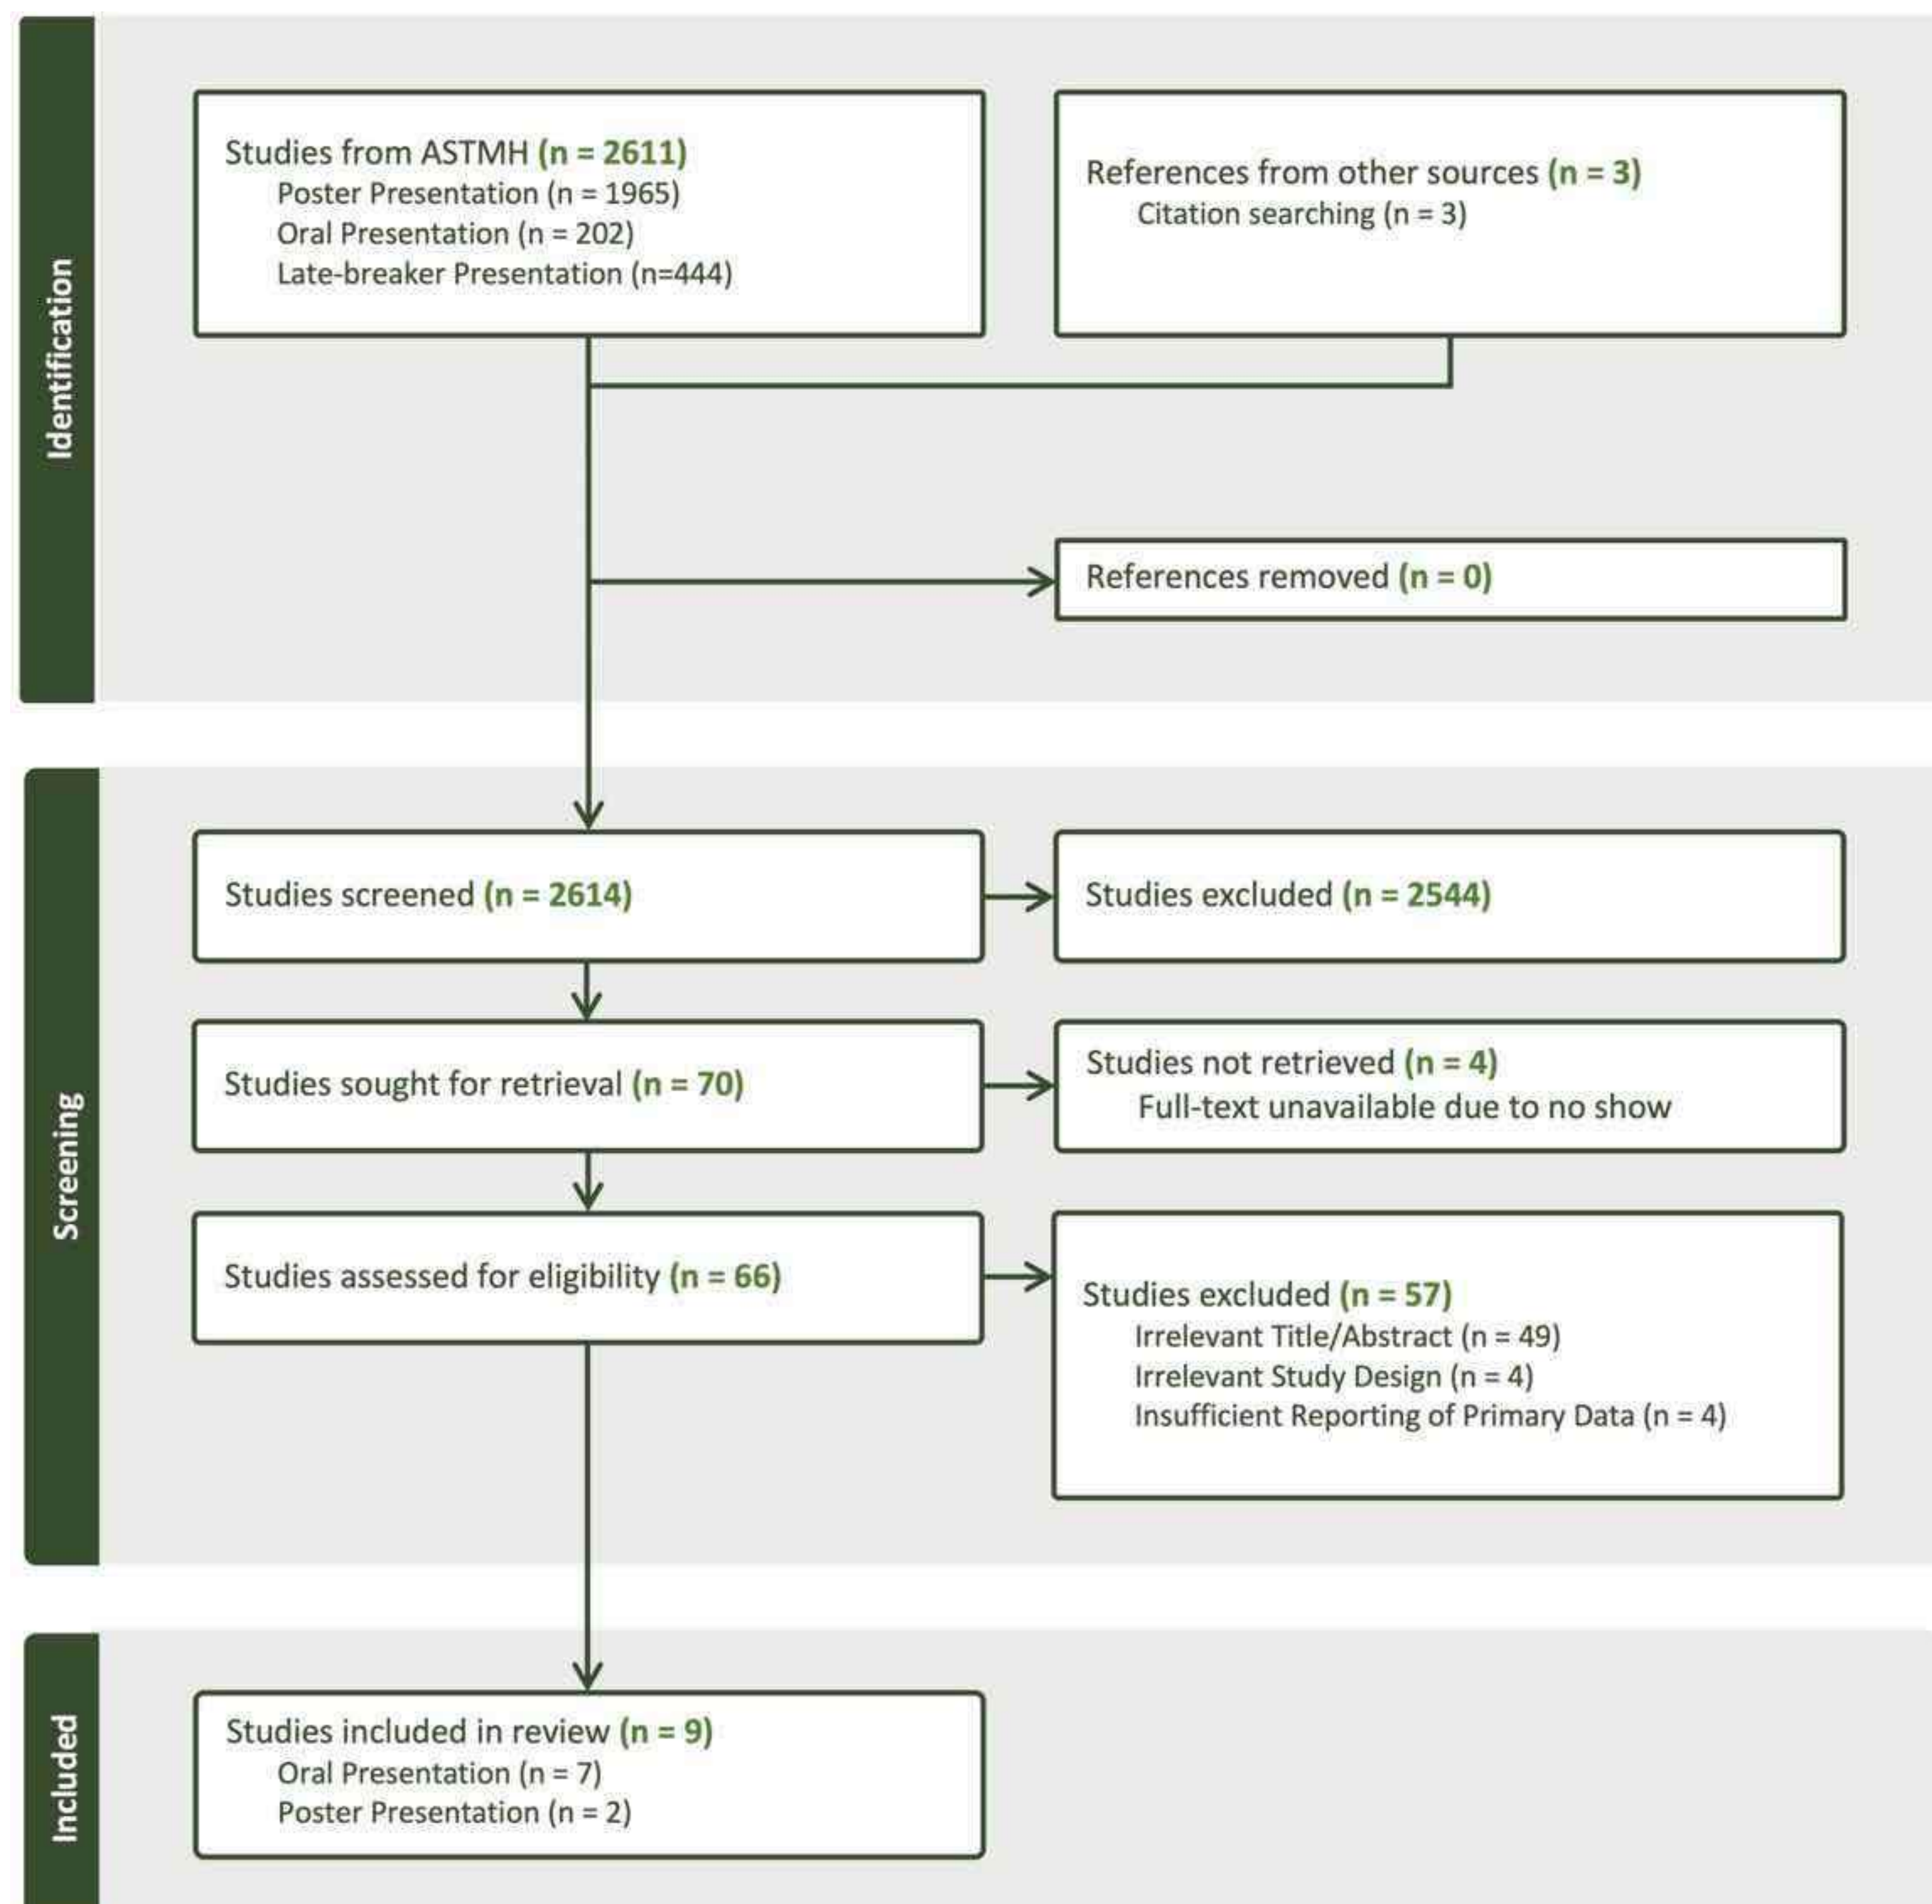 Identification
Studies from ASTMH (n = 2611)
Poster Presentation (n = 1965)
Oral Presentation (n = 202)
Late-breaker Presentation (n=444)
References from other sources (n = 3)
Citation searching (n = 3)
References removed (n = 0)
Screening
Studies screened (n = 2614)
Studies excluded (n = 2544)
Studies sought for retrieval (n = 70)
Studies not retrieved (n = 4)
Full-text unavailable due to no show
Studies assessed for eligibility (n = 66)
Studies excluded (n = 57)
Irrelevant Title/Abstract (n = 49)
Irrelevant Study Design (n = 4)
Insufficient Reporting of Primary Data (n = 4)
Included
Studies included in review (n = 9)
Oral Presentation (n = 7)
Poster Presentation (n = 2)